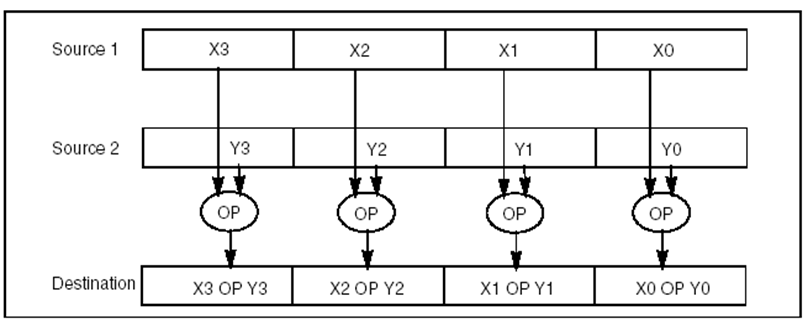 Source 1 X3 X2 X1 X0
Source 2 Y3 Y2 Y1 Y0
OP OP OP OP
Destination X3 OP Y3 X2 OP Y2 X1 OP Y1 X0 OP Y0